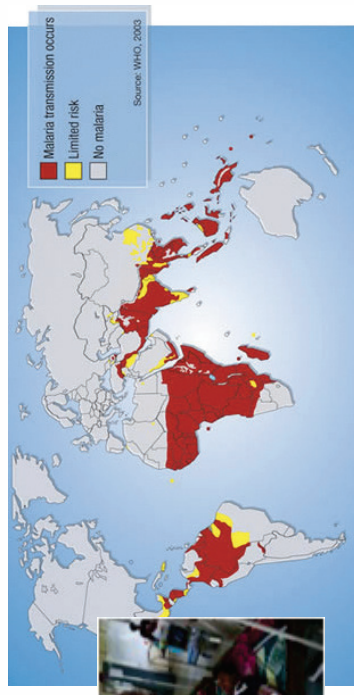 Malaria transmission occurs
Limited risk
No malaria
Source: WHO, 2003